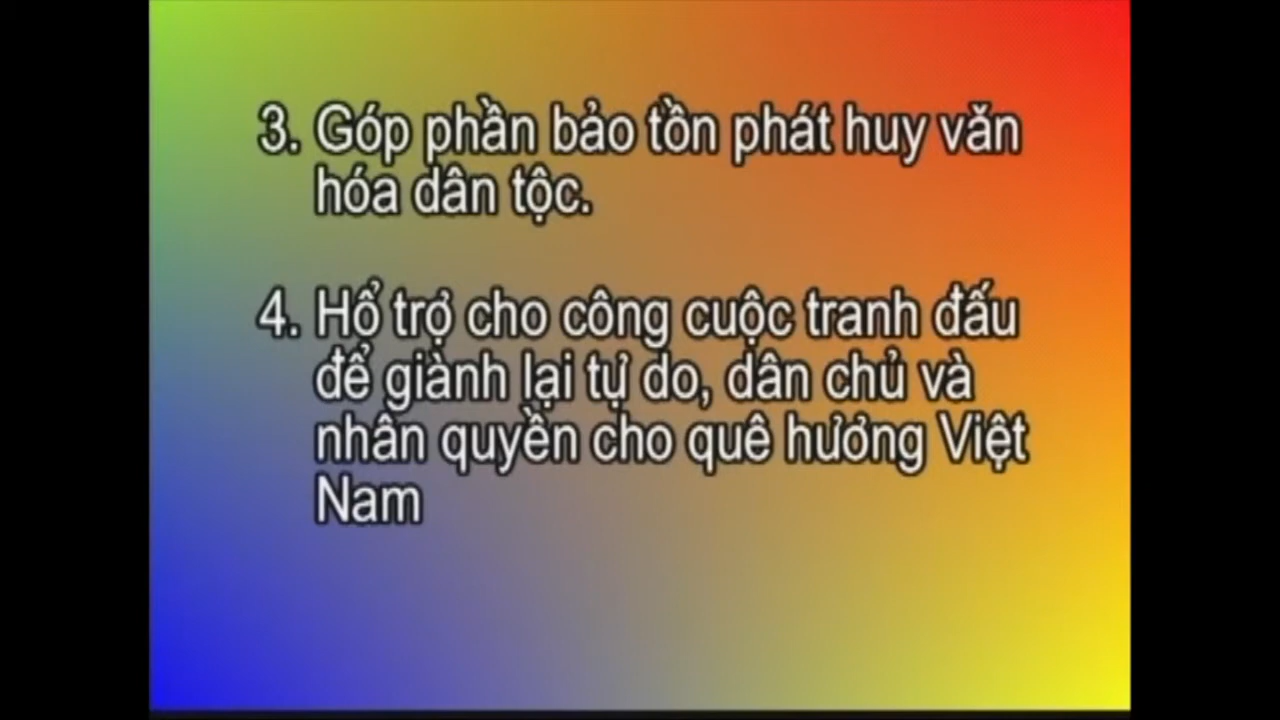 3. Góp phần bảo tồn phát huy văn
hóa dân tộc.
4. Hổ trợ cho công cuộc tranh đấu
để giành lại tự do, dân chủ và
nhân quyền cho quê hương Việt
Nam